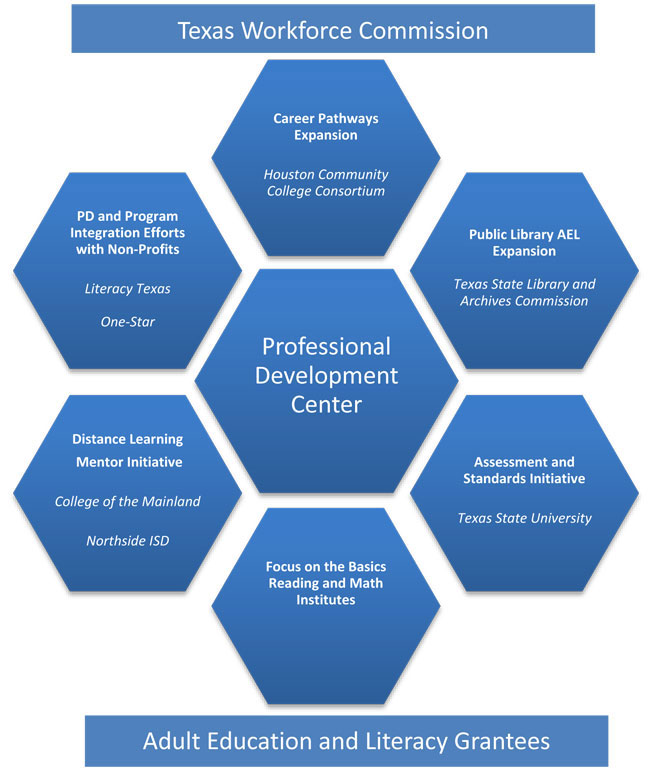 Texas Workforce Commission
Career Pathways
Expansion
Houston Community
College Consortium
PD and Program
Integration Efforts
with Non-Profits
Literacy Texas
One-Star
Public Library AEL
Expansion
Texas State Library and
Archives Commission
Professional
Development
Center
Distance Learning
Mentor Initiative
College of the Mainland
Northside ISD
Assessment and
Standards Initiative
Texas State University
Focus on the Basics
Reading and Math
Institutes
Adult Education and Literacy Grantees